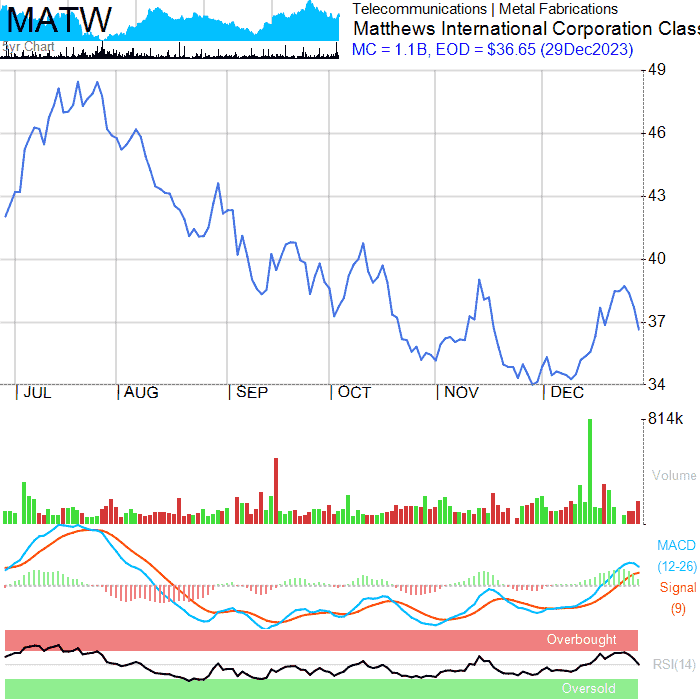 MATW
5yr Chart
Telecommunications | Metal Fabrications
Matthews International Corporation Class
MC = 1.1B, EOD = $36.65 (29Dec2023)
49
46
43
40
37
34
JUL
AUG
SEP
OCT
NOV
DEC
814k
Volume
MACD
(12-26)
Signal
(9)
Overbought
RSI(14)
Oversold